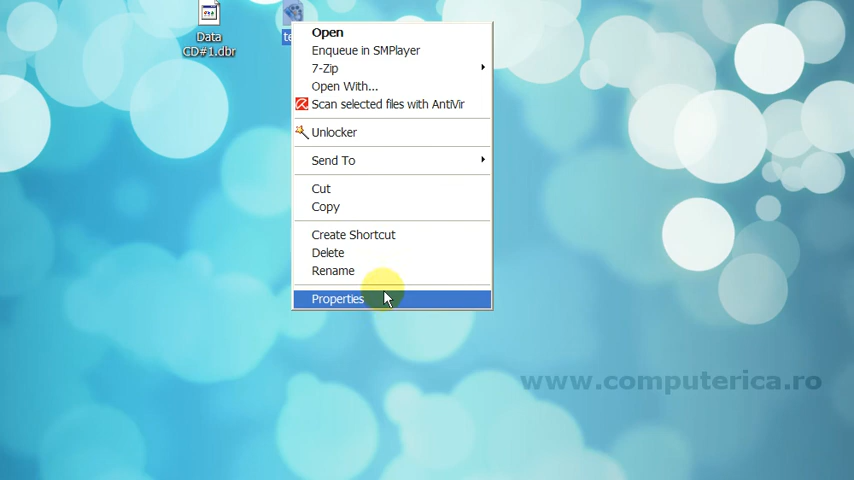 Data
CD#1.dbr
Open
Enqueue in SMPlayer
7-Zip
Open With...
Scan selected files with AntiVir
Unlocker
Send To
Cut
Copy
Create Shortcut
Delete
Rename
Properties
www.computerica.ro